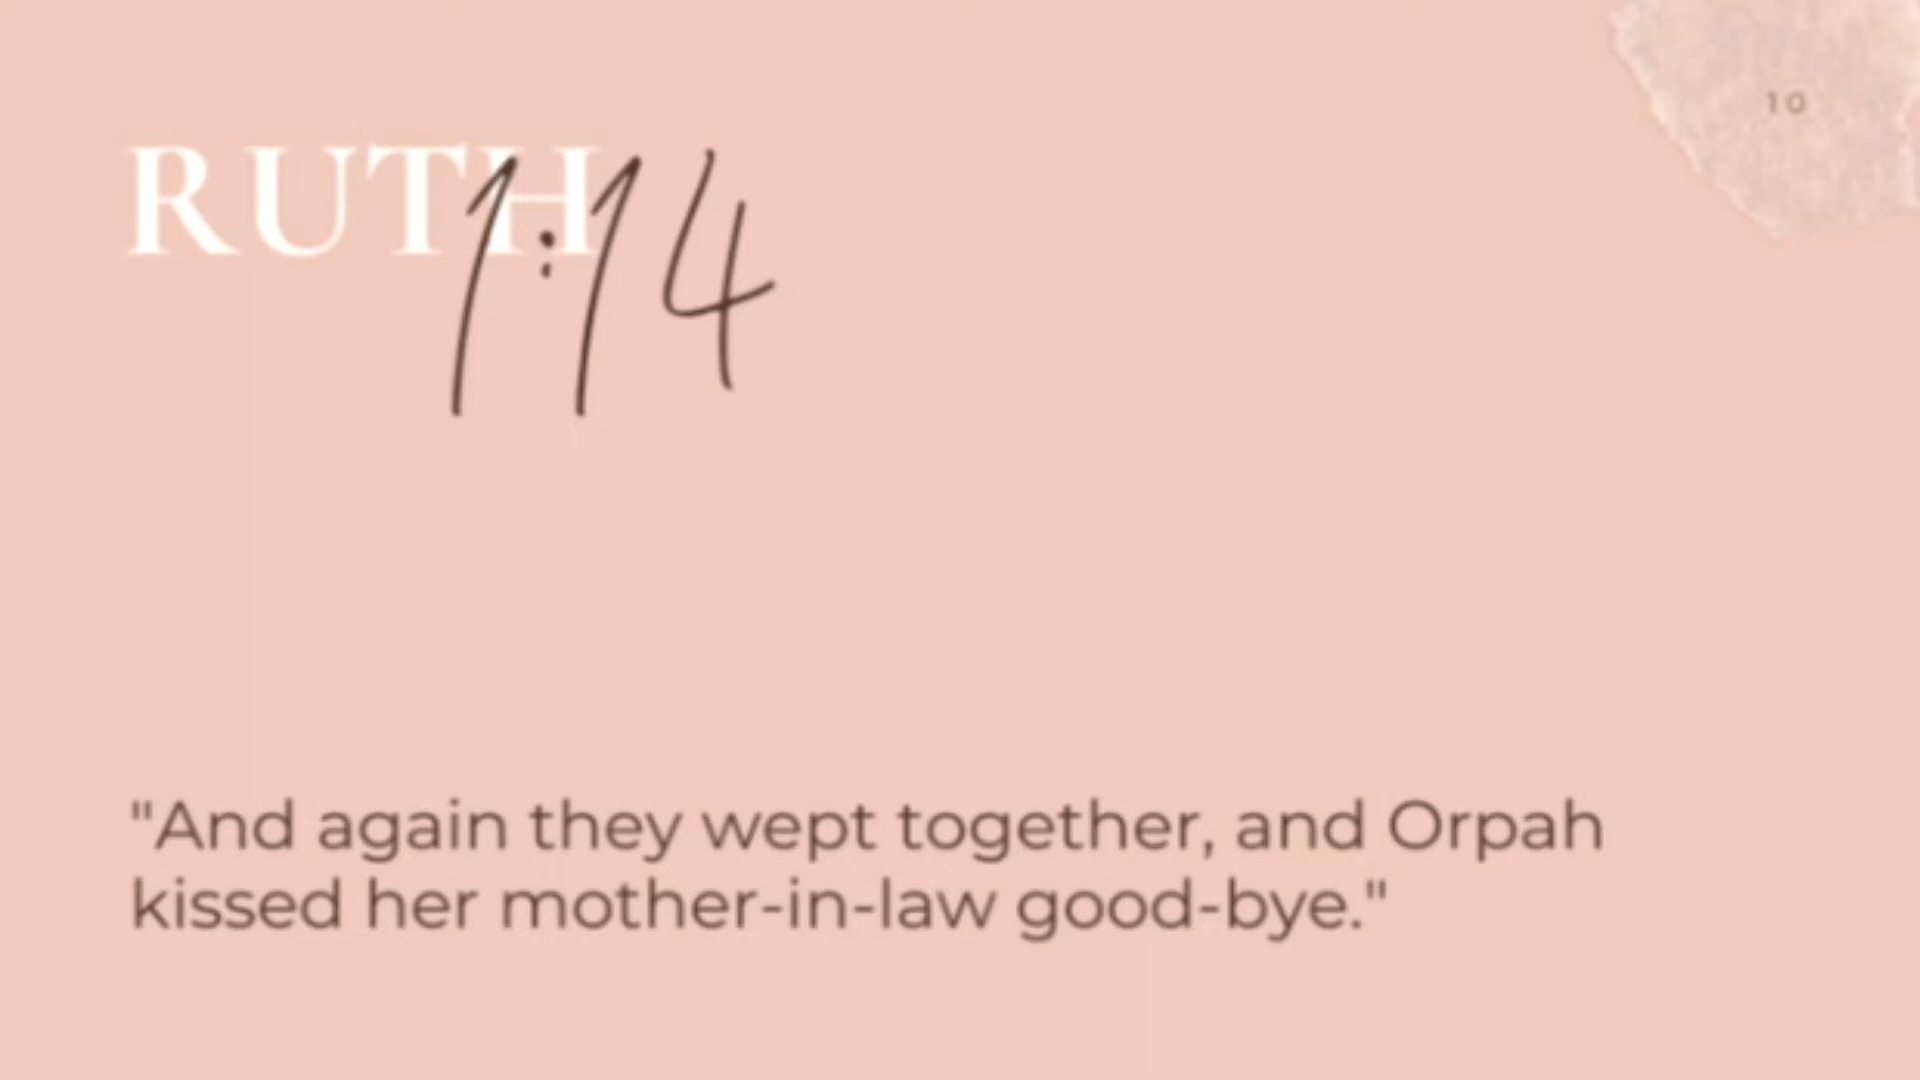 10
RUTH
1:14
"And again they wept together, and Orpah
kissed her mother-in-law good-bye."